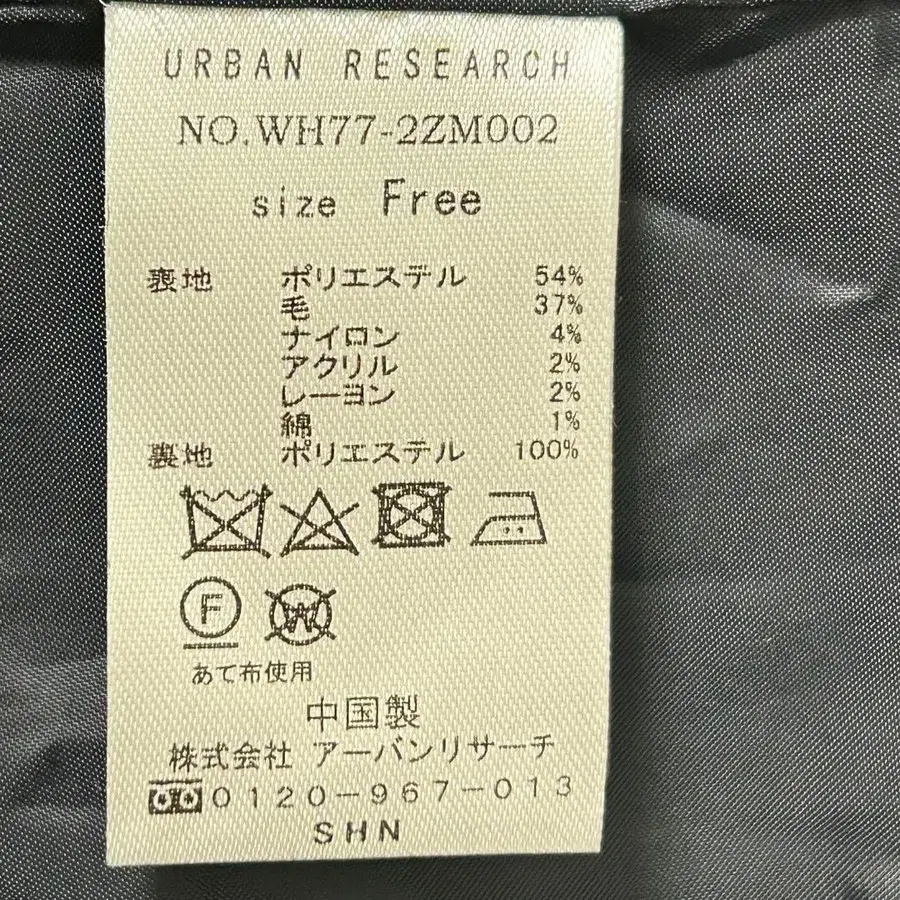 URBAN RESEARCH
NO.WH77-2ZM002
size Free
表地 ポリエステル 54%
毛 37%
ナイロン 4%
アクリル 2%
レーヨン 2%
綿 1%
裏地 ポリエステル 100%
F W
あて布使用
中国製
株式会社 アーバンリサーチ
0120-967-013
SHN